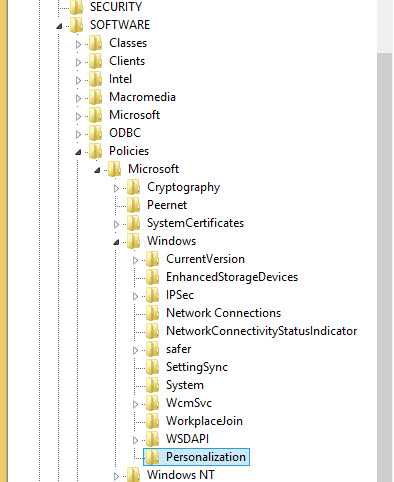 SECURITY
SOFTWARE
Classes
Clients
Intel
Macromedia
Microsoft
ODBC
Policies
Microsoft
Cryptography
Peernet
SystemCertificates
Windows
CurrentVersion
EnhancedStorageDevices
IPSec
Network Connections
NetworkConnectivityStatusIndicator
safer
SettingSync
System
WcmSvc
WorkplaceJoin
WSDAPI
Personalization
Windows NT